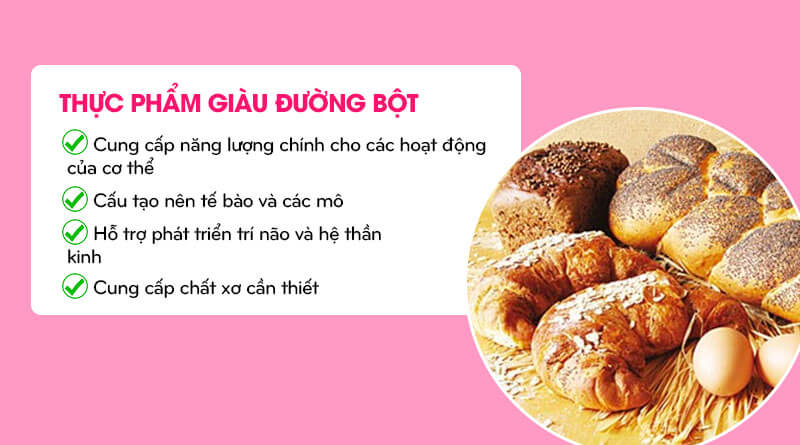 THỰC PHẨM GIÀU ĐƯỜNG BỘT
Cung cấp năng lượng chính cho các hoạt động
của cơ thể
Cấu tạo nên tế bào và các mô
Hỗ trợ phát triển trí não và hệ thần
kinh
Cung cấp chất xơ cần thiết